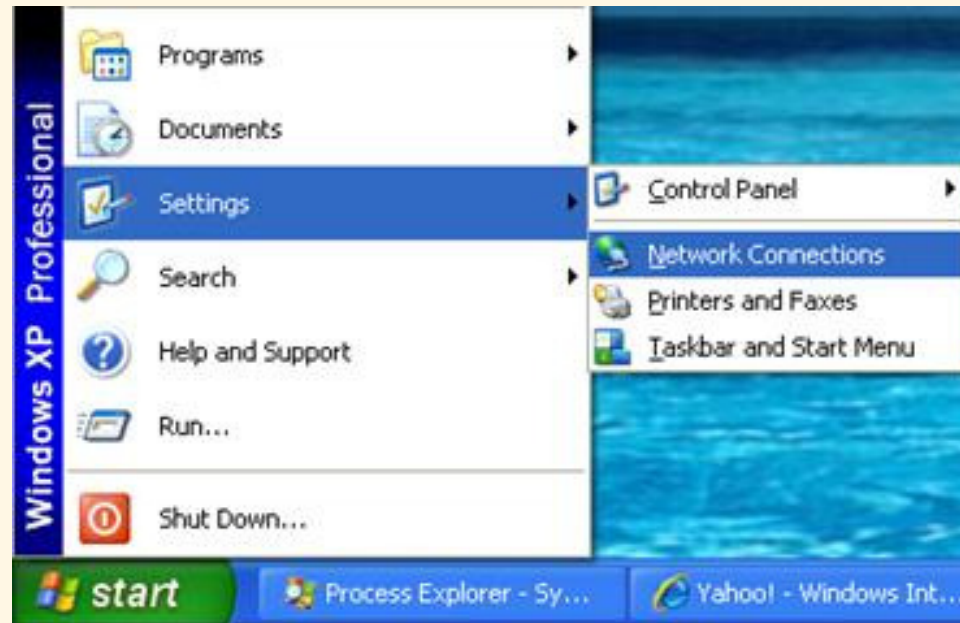 Windows XP Professional
Programs
Documents
Settings
Search
Help and Support
Run...
Shut Down...
Control Panel
Network Connections
Printers and Faxes
Taskbar and Start Menu
start
Process Explorer - Sy...
Yahoo! - Windows Int...